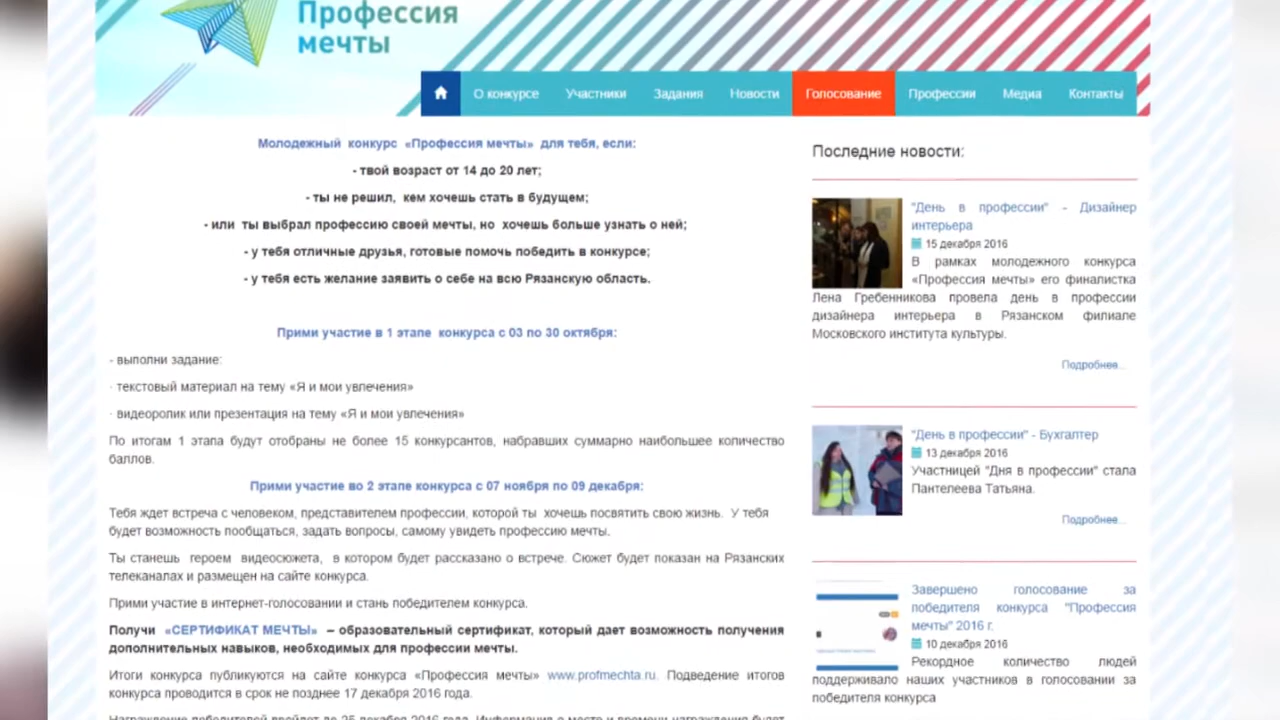 Профессия
мечты
О конкурсе Участники Задания Новости Голосование Профессии Медиа Контакты
Молодежный конкурс «Профессия мечты» для тебя, если:
- твой возраст от 14 до 20 лет;
- ты не решил, кем хочешь стать в будущем;
- или ты выбрал профессию своей мечты, но хочешь больше узнать о ней;
- у тебя отличные друзья, готовые помочь победить в конкурсе;
- у тебя есть желание заявить о себе на всю Рязанскую область.
Прими участие в 1 этапе конкурса с 03 по 30 октября:
- выполни задание:
· текстовый материал на тему «Я и мои увлечения»
· видеоролик или презентация на тему «Я и мои увлечения»
По итогам 1 этапа будут отобраны не более 15 конкурсантов, набравших суммарно наибольшее количество
баллов.
Прими участие во 2 этапе конкурса с 07 ноября по 09 декабря:
Тебя ждет встреча с человеком, представителем профессии, которой ты хочешь посвятить свою жизнь. У тебя
будет возможность пообщаться, задать вопросы, самому увидеть профессию мечты.
Ты станешь героем видеосюжета, в котором будет рассказано о встрече. Сюжет будет показан на Рязанских
телеканалах и размещен на сайте конкурса.
Прими участие в интернет-голосовании и стань победителем конкурса.
Получи «СЕРТИФИКАТ МЕЧТЫ» – образовательный сертификат, который дает возможность получения
дополнительных навыков, необходимых для профессии мечты.
Итоги конкурса публикуются на сайте конкурса «Профессия мечты» www.profmechta.ru. Подведение итогов
конкурса проводится в срок не позднее 17 декабря 2016 года.
Награждение победителей пройдет до 25 декабря 2016 года. Информация о месте и времени награждения будет
Последние новости:
"День в профессии" - Дизайнер
интерьера
15 декабря 2016
В рамках молодежного конкурса
«Профессия мечты» его финалистка
Лена Гребенникова провела день в профессии
дизайнера интерьера в Рязанском филиале
Московского института культуры.
Подробнее...
"День в профессии" - Бухгалтер
13 декабря 2016
Участницей "Дня в профессии" стала
Пантелеева Татьяна.
Подробнее...
Завершено голосование за
победителя конкурса "Профессия
мечты" 2016 г.
10 декабря 2016
Рекордное количество людей
поддерживало наших участников в голосовании за
победителя конкурса